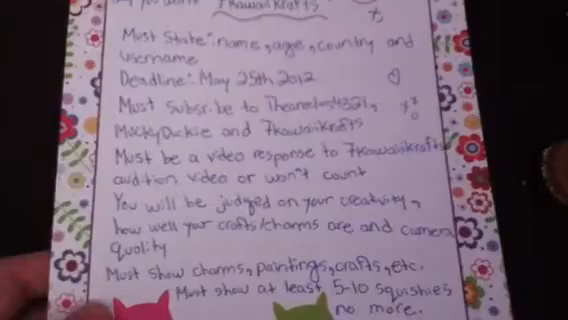 7KawaiiKrafts
Must State: name, age, country and
username
Deadline: May 25th 2012
Must Subsribe to
MuckyDuckie and 7kawaiikrafts
Must be a video response to 7kawaiikrafts
audition video or won't count
You will be judged on your creativity,
how well your crafts/charms are and camera
quality
Must show charms, paintings, crafts, etc.
Must show at least 5-10 squishies
no more.